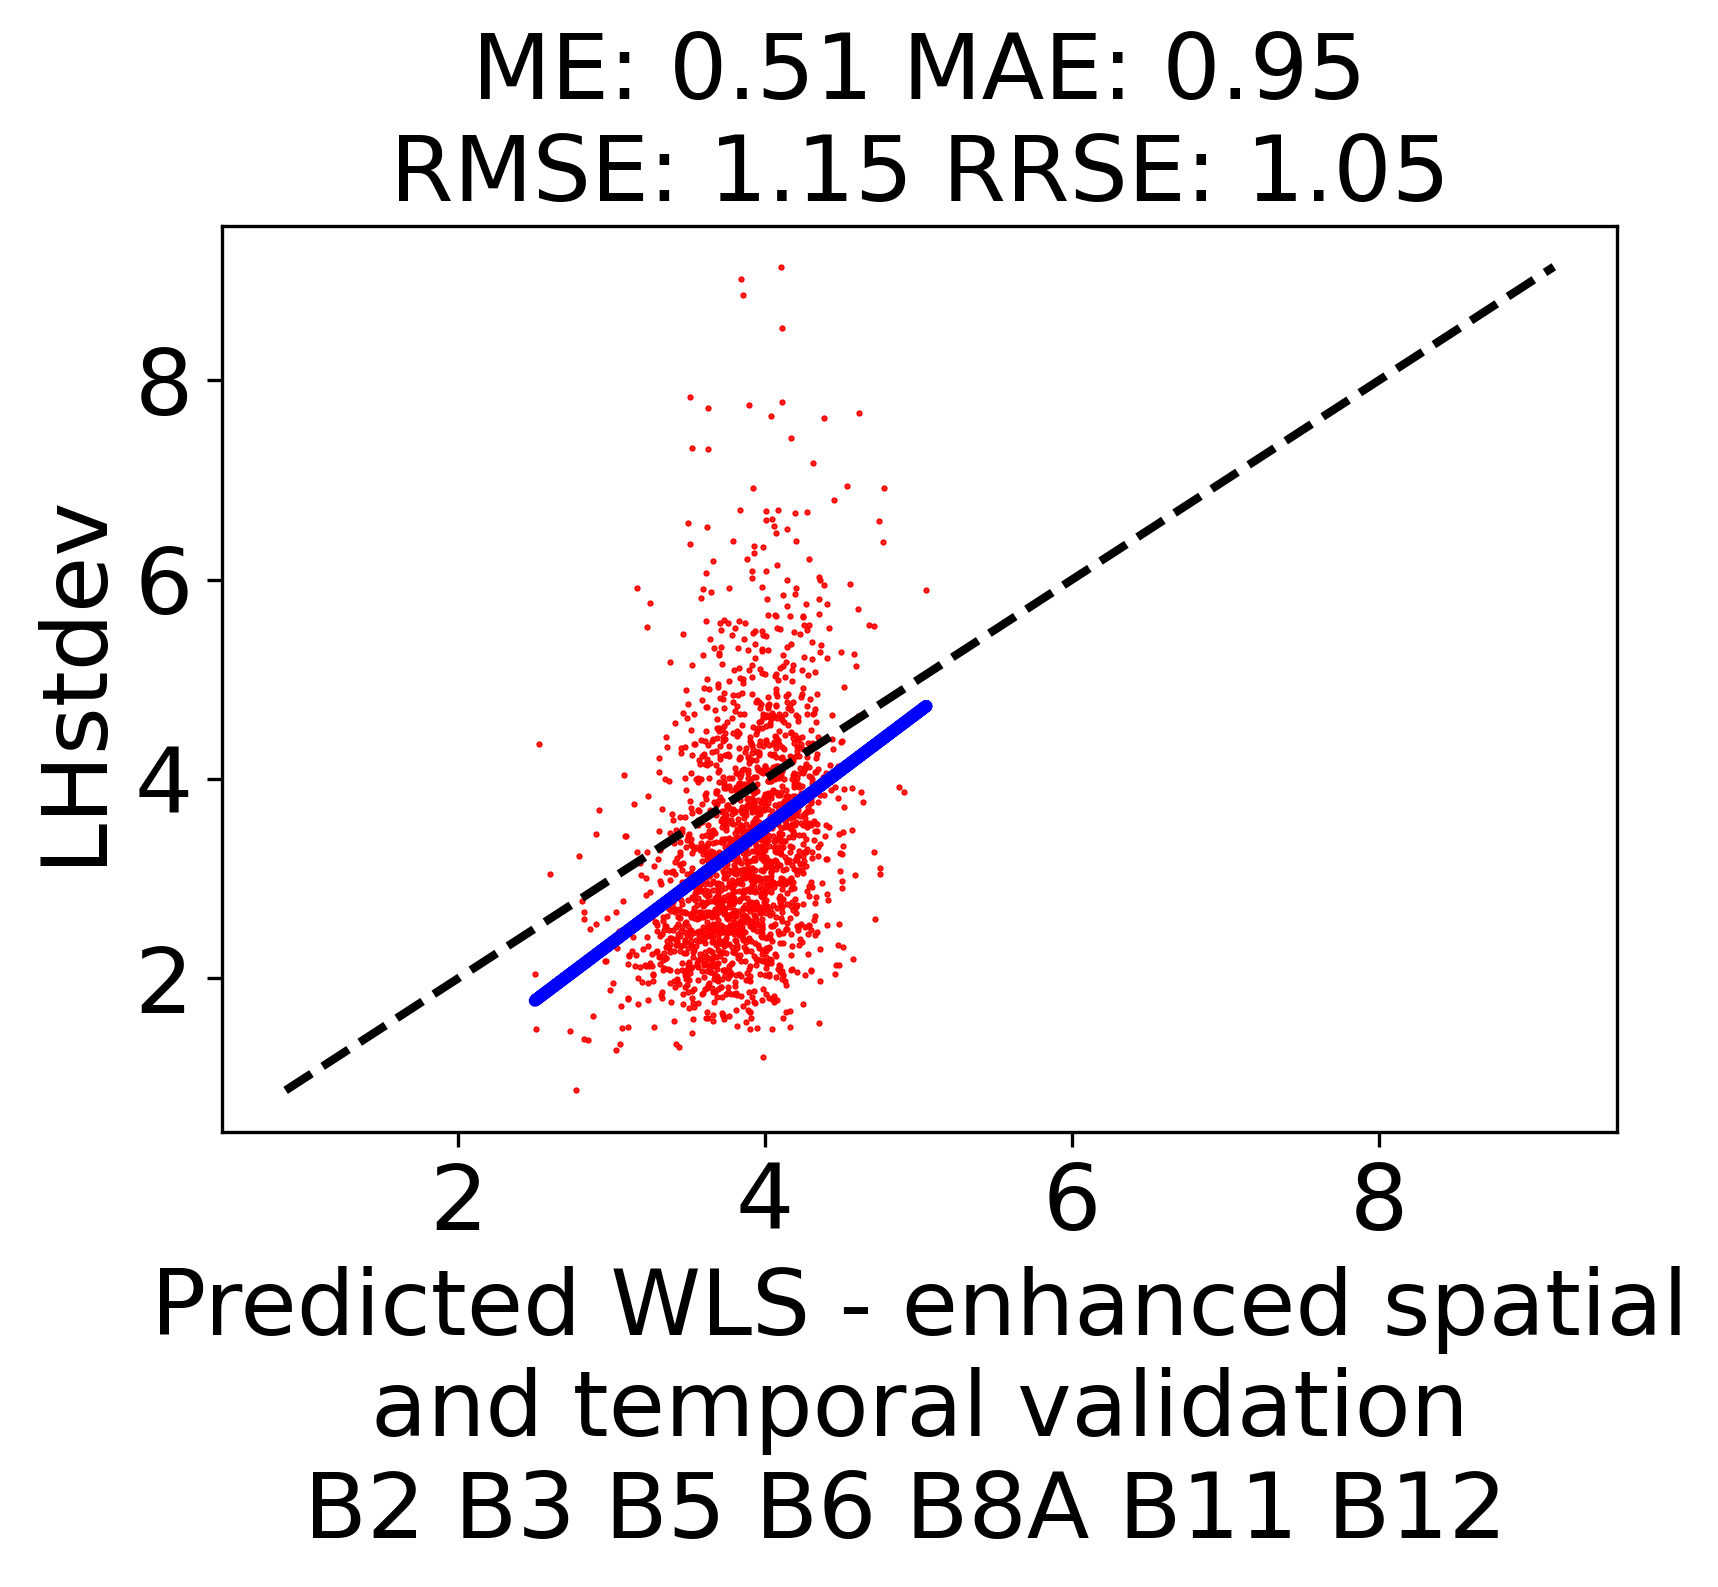 ME: 0.51 MAE: 0.95
RMSE: 1.15 RRSE: 1.05
LHstdev
8
6
4
2
2 4 6 8
Predicted WLS - enhanced spatial
and temporal validation
B2 B3 B5 B6 B8A B11 B12